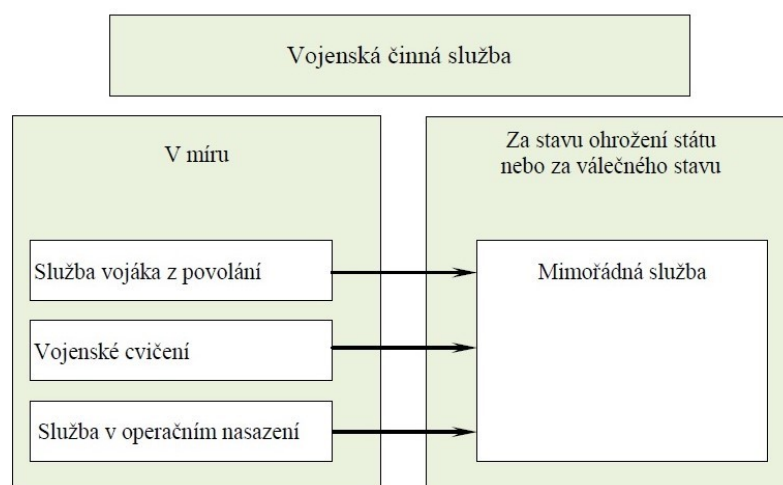 Vojenská činná služba
V míru
Služba vojáka z povolání
Vojenské cvičení
Služba v operačním nasazení
Za stavu ohrožení státu
nebo za válečného stavu
Mimořádná služba